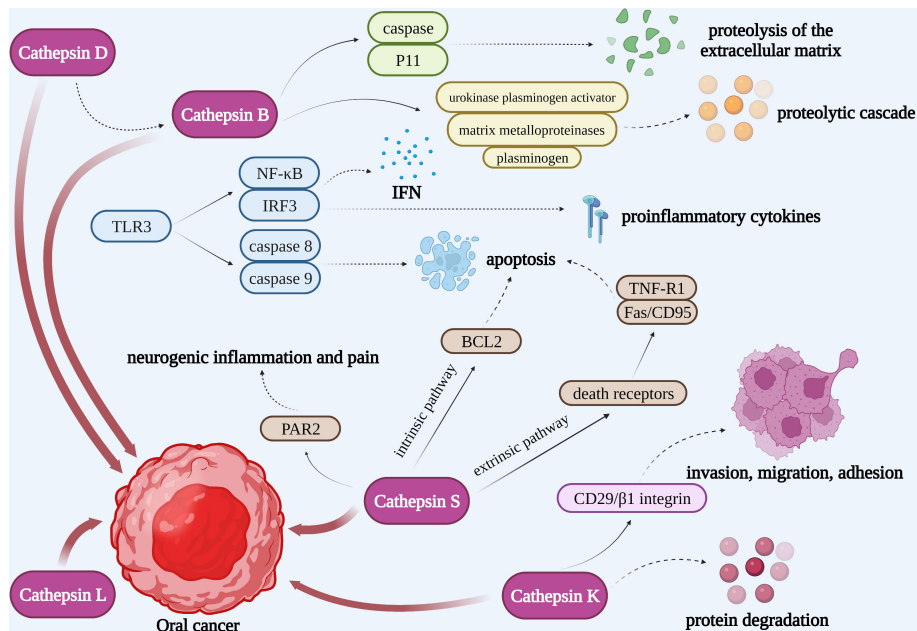 Cathepsin D
caspase
P11
proteolysis of the
extracellular matrix
Cathepsin B
urokinase plasminogen activator
matrix metalloproteinases
plasminogen
proteolytic cascade
NF-κB
IRF3
IFN
TLR3
proinflammatory cytokines
caspase 8
caspase 9
apoptosis
TNF-R1
Fas/CD95
BCL2
neurogenic inflammation and pain
intrinsic pathway
death receptors
PAR2
extrinsic pathway
invasion, migration, adhesion
Cathepsin S
CD29/β1 integrin
Cathepsin L
Cathepsin K
Oral cancer
protein degradation